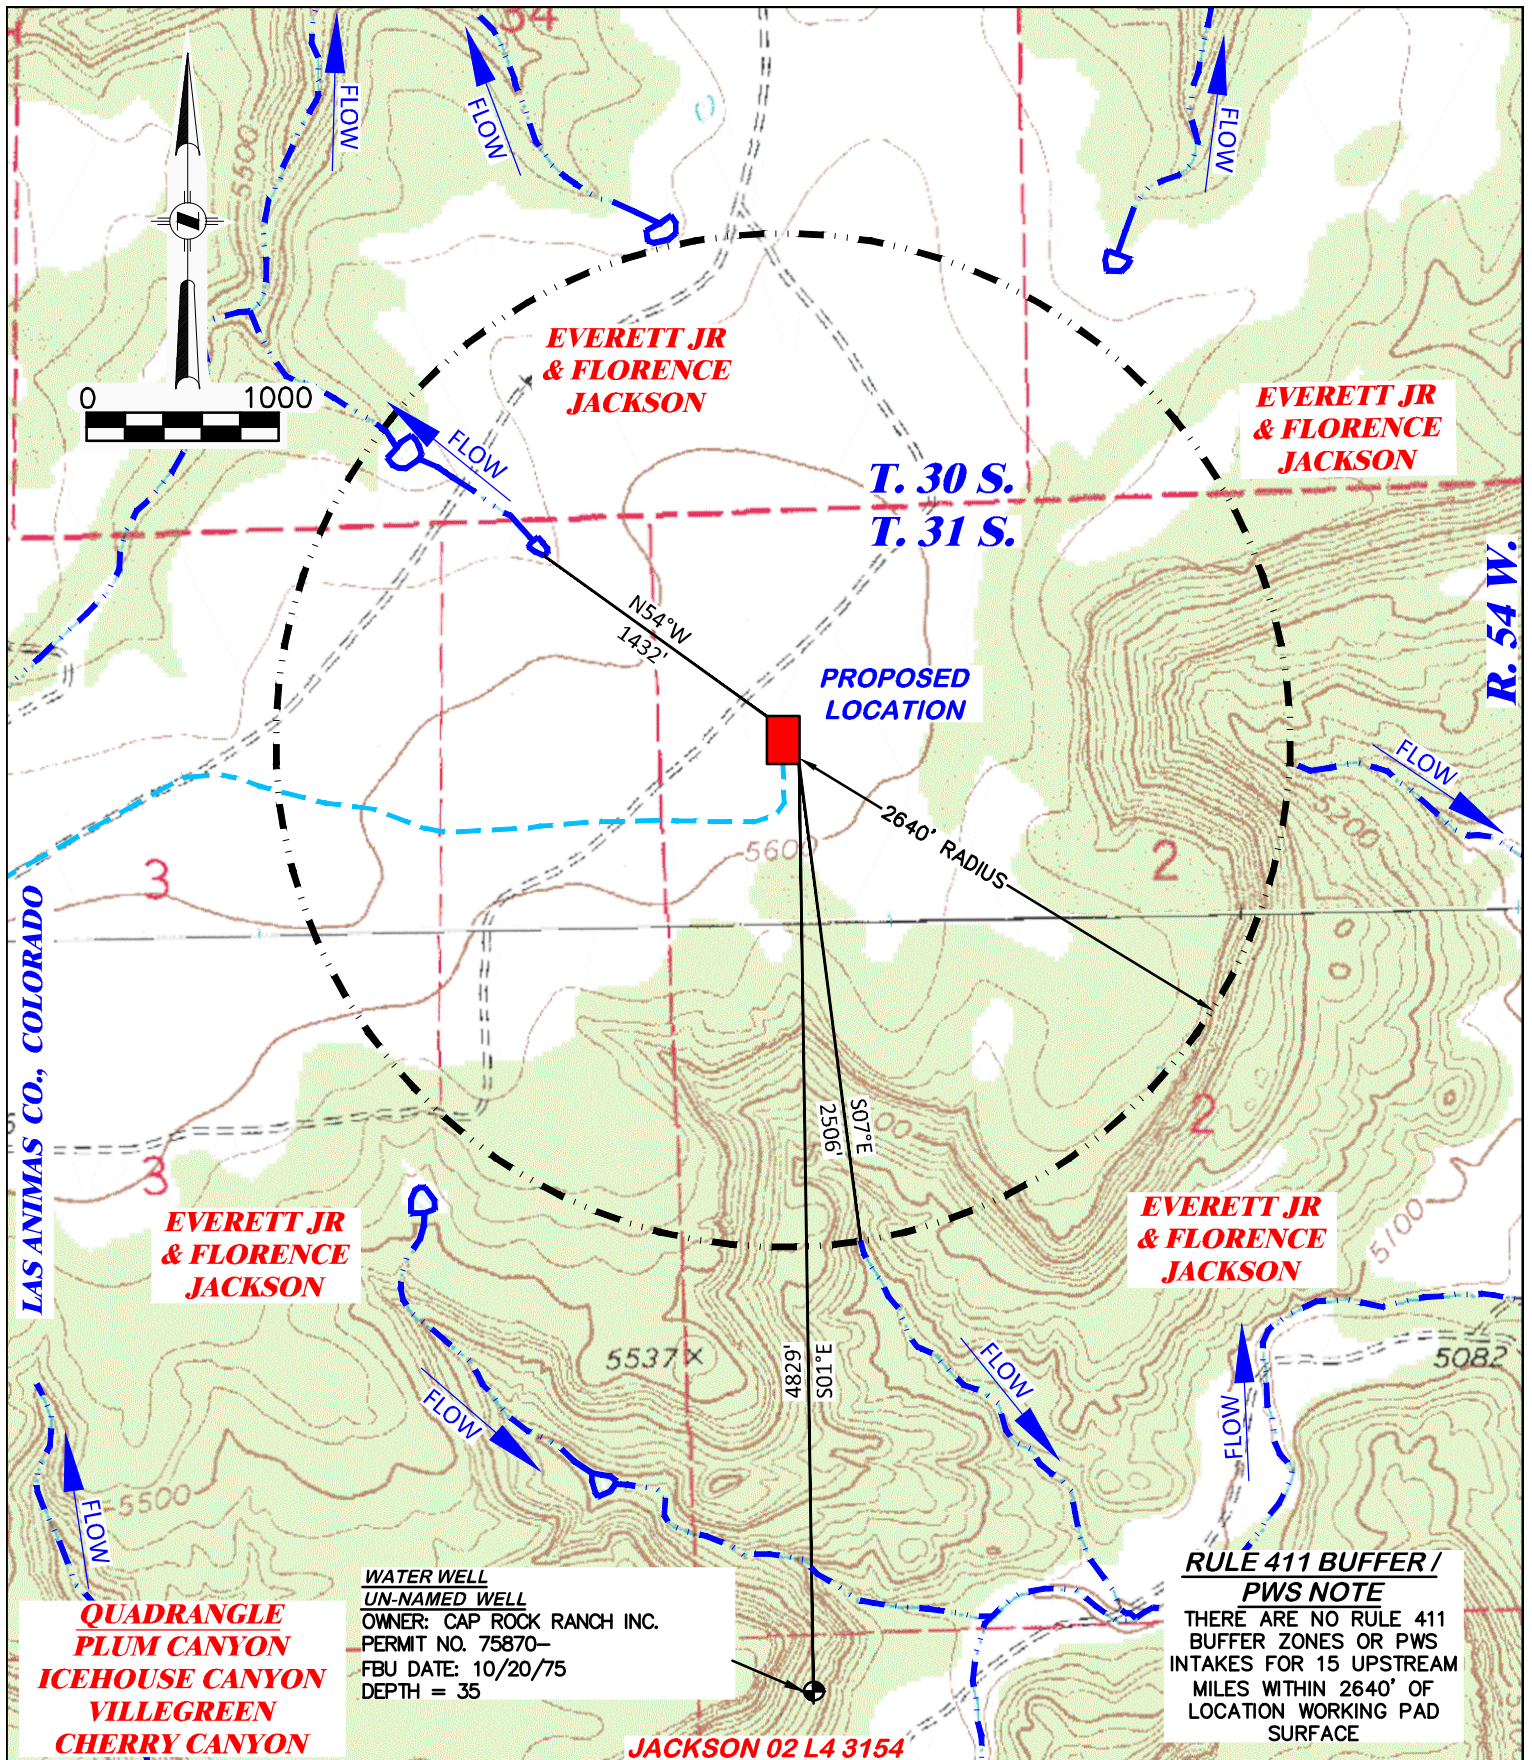 34
FLOW
FLOW
FLOW
5500
0 1000
EVERETT JR
& FLORENCE
JACKSON
EVERETT JR
& FLORENCE
JACKSON
FLOW
T. 30 S.
T. 31 S.
R. 54 W.
N54°W
1432'
PROPOSED
LOCATION
FLOW
5200
2640' RADIUS
5600
2
3
LAS ANIMAS CO., COLORADO
S07°E
2506'
2
3
EVERETT JR
& FLORENCE
JACKSON
EVERETT JR
& FLORENCE
JACKSON
5100
5537
4829'
S01°E
FLOW
5082
FLOW
FLOW
5500
FLOW
QUADRANGLE
PLUM CANYON
ICEHOUSE CANYON
VILLEGREEN
CHERRY CANYON
WATER WELL
UN-NAMED WELL
OWNER: CAP ROCK RANCH INC.
PERMIT NO. 75870-
FBU DATE: 10/20/75
DEPTH = 35
RULE 411 BUFFER /
PWS NOTE
THERE ARE NO RULE 411
BUFFER ZONES OR PWS
INTAKES FOR 15 UPSTREAM
MILES WITHIN 2640' OF
LOCATION WORKING PAD
SURFACE
JACKSON 02 L4 3154